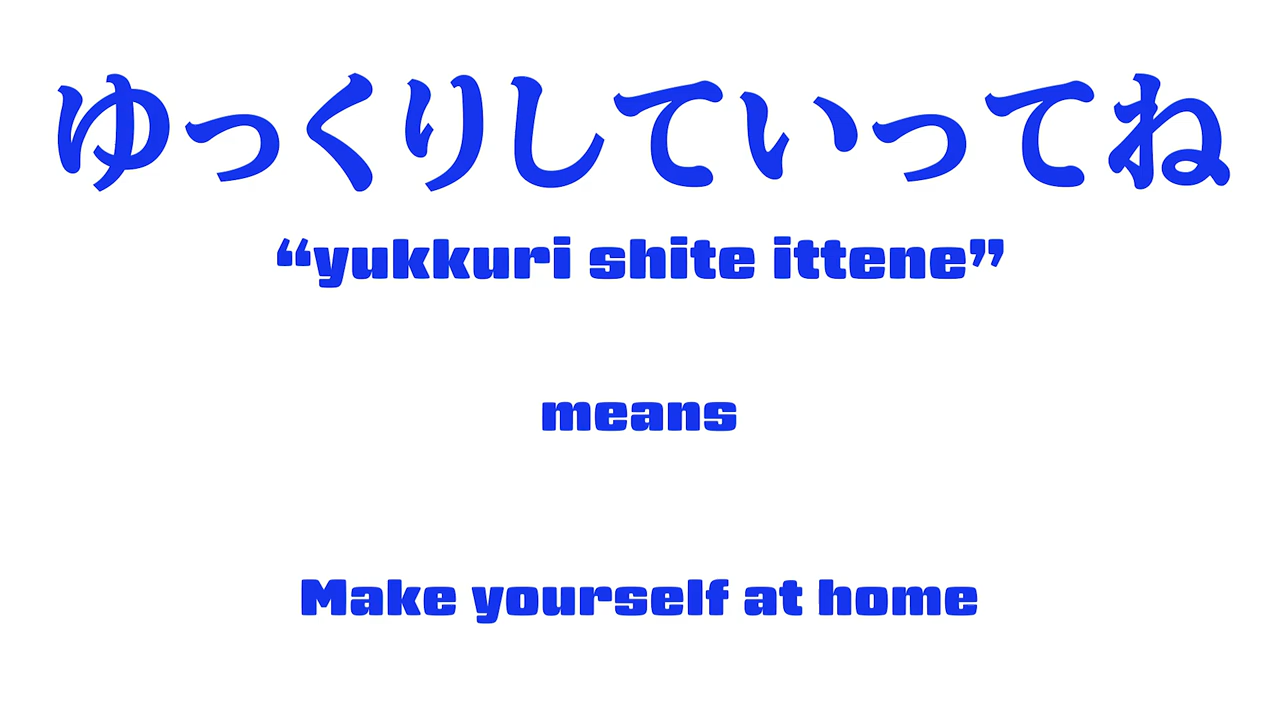 ゆっくりしていってね
“yukkuri shite ittene”
means
Make yourself at home